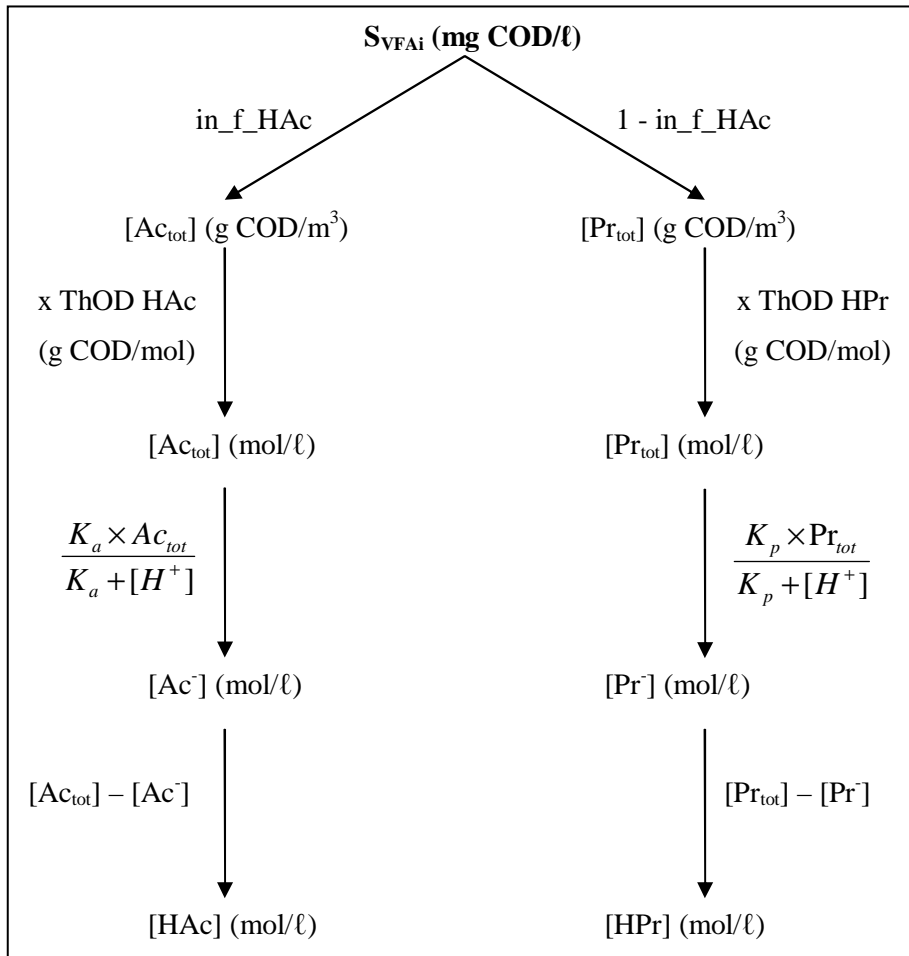 S_VFAi (mg COD/ℓ)
in_f_HAc
1 - in_f_HAc
[Ac_tot] (g COD/m³)
[Pr_tot] (g COD/m³)
x ThOD HAc
(g COD/mol)
x ThOD HPr
(g COD/mol)
[Ac_tot] (mol/ℓ)
[Pr_tot] (mol/ℓ)
K_a × Ac_tot
K_a + [H⁺]
K_p × Pr_tot
K_p + [H⁺]
[Ac⁻] (mol/ℓ)
[Pr⁻] (mol/ℓ)
[Ac_tot] – [Ac⁻]
[Pr_tot] – [Pr⁻]
[HAc] (mol/ℓ)
[HPr] (mol/ℓ)